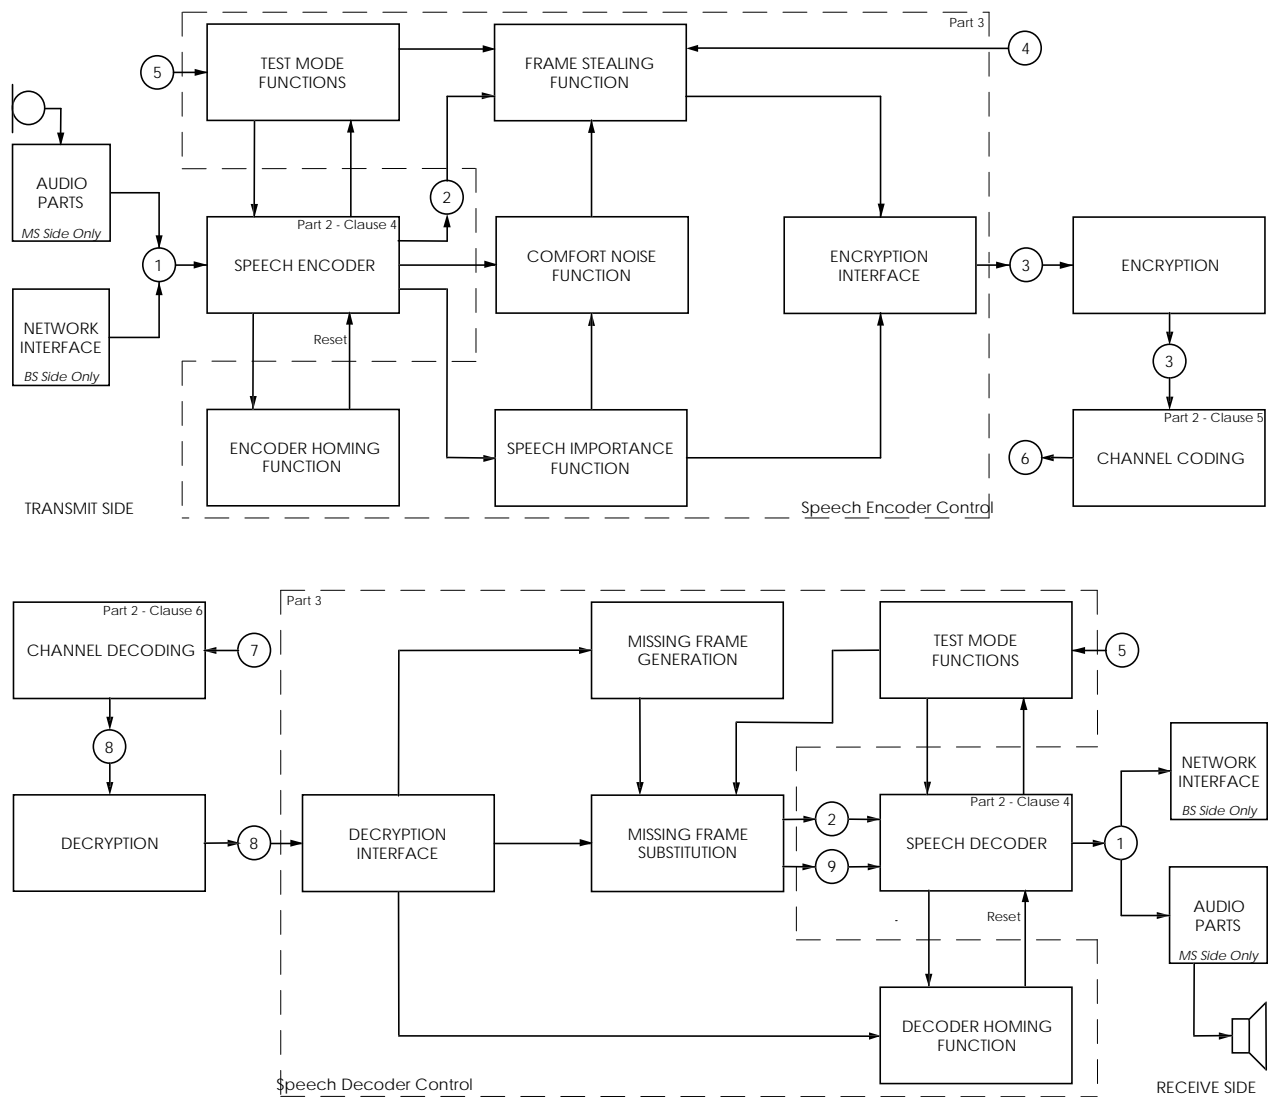 Part 3
TEST MODE
FUNCTIONS
FRAME STEALING
FUNCTION
4
5
AUDIO
PARTS
MS Side Only
2
Part 2 - Clause 4
SPEECH ENCODER
1
COMFORT NOISE
FUNCTION
ENCRYPTION
INTERFACE
3
ENCRYPTION
NETWORK
INTERFACE
BS Side Only
Reset
3
ENCODER HOMING
FUNCTION
SPEECH IMPORTANCE
FUNCTION
Part 2 - Clause 5
CHANNEL CODING
6
TRANSMIT SIDE
Speech Encoder Control
Part 2 - Clause 6
CHANNEL DECODING
7
Part 3
MISSING FRAME
GENERATION
TEST MODE
FUNCTIONS
5
8
NETWORK
INTERFACE
BS Side Only
DECRYPTION
8
DECRYPTION
INTERFACE
MISSING FRAME
SUBSTITUTION
2
9
Part 2 - Clause 4
SPEECH DECODER
1
Reset
AUDIO
PARTS
MS Side Only
DECODER HOMING
FUNCTION
Speech Decoder Control
RECEIVE SIDE